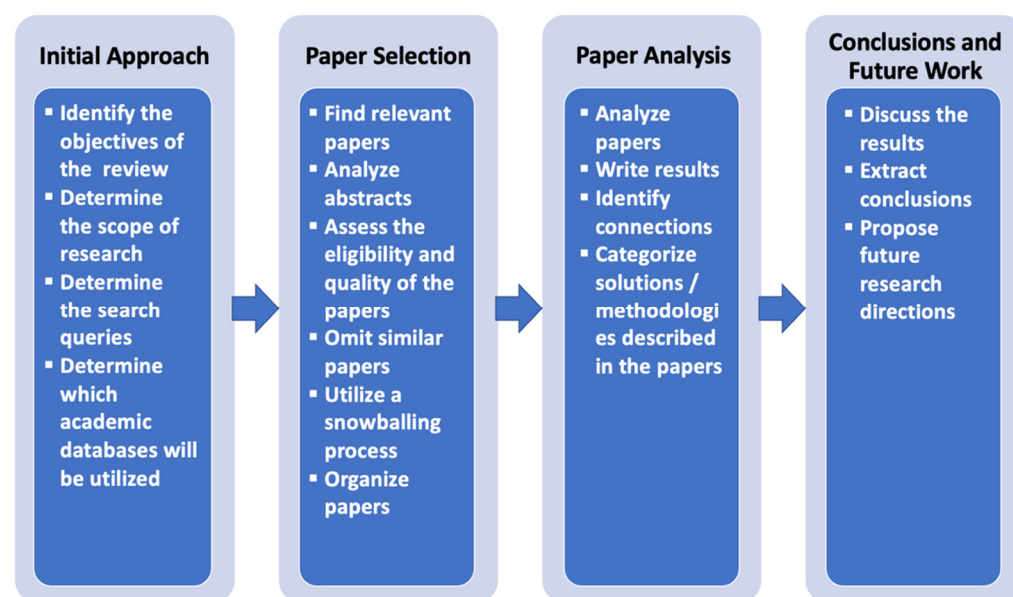 Initial Approach
▪ Identify the
objectives of
the review
▪ Determine
the scope of
research
▪ Determine
the search
queries
▪ Determine
which
academic
databases will
be utilized
Paper Selection
▪ Find relevant
papers
▪ Analyze
abstracts
▪ Assess the
eligibility and
quality of the
papers
▪ Omit similar
papers
▪ Utilize a
snowballing
process
▪ Organize
papers
Paper Analysis
▪ Analyze
papers
▪ Write results
▪ Identify
connections
▪ Categorize
solutions /
methodologi
es described
in the papers
Conclusions and
Future Work
▪ Discuss the
results
▪ Extract
conclusions
▪ Propose
future
research
directions